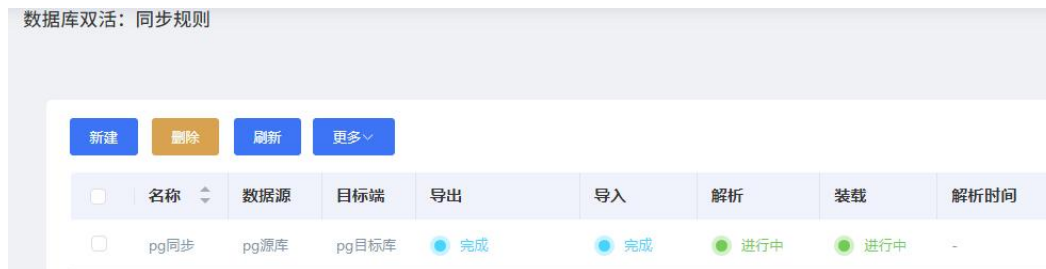 数据库双活：同步规则
新建 删除 刷新 更多
名称 数据源 目标端 导出 导入 解析 装载 解析时间
pg同步 pg源库 pg目标库 完成 完成 进行中 进行中 -